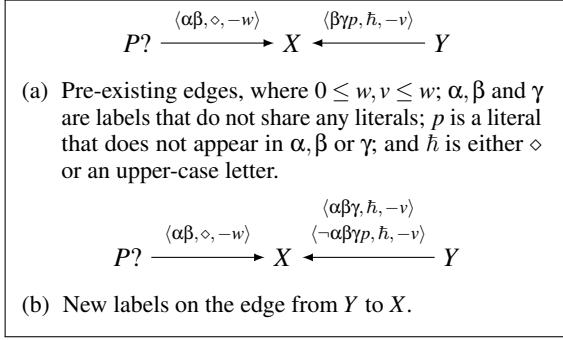 ⟨αβ, ⋄, −w⟩ ⟨βγp, ℏ, −v⟩
P? X Y
(a) Pre-existing edges, where 0 ≤ w, v ≤ w; α, β and γ
are labels that do not share any literals; p is a literal
that does not appear in α, β or γ; and ℏ is either ⋄
or an upper-case letter.
⟨αβγ, ℏ, −v⟩
⟨αβ, ⋄, −w⟩ ⟨¬αβγp, ℏ, −v⟩
P? X Y
(b) New labels on the edge from Y to X.